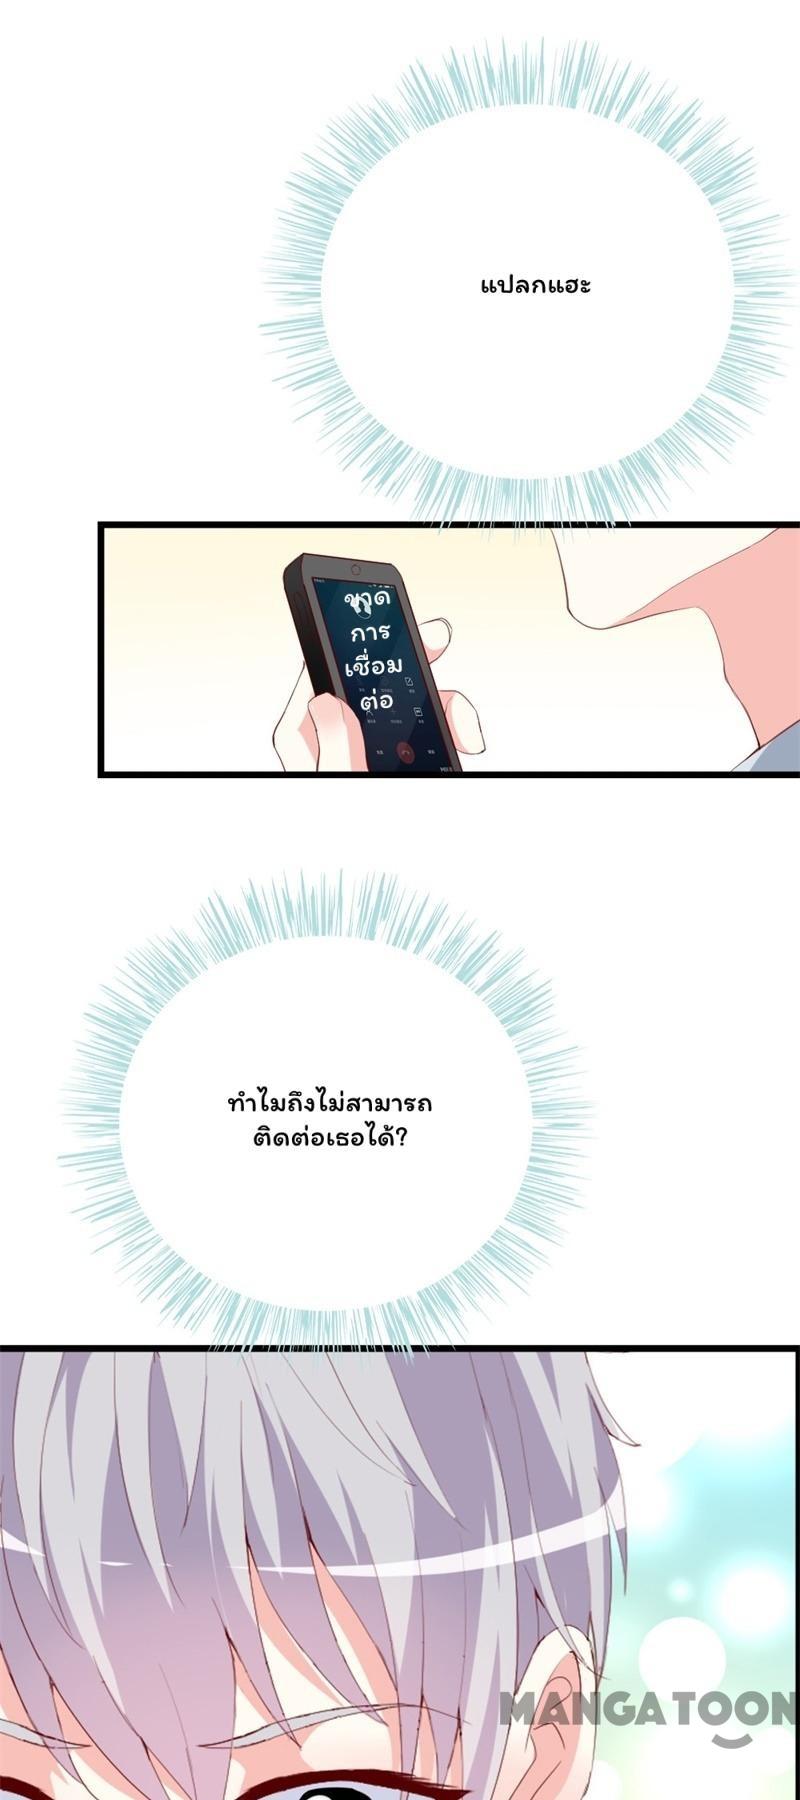 แปลกแฮะ
ขาด
การ
เชื่อม
ต่อ
ทำไมถึงไม่สามารถ
ติดต่อเธอได้?
MANGATOON